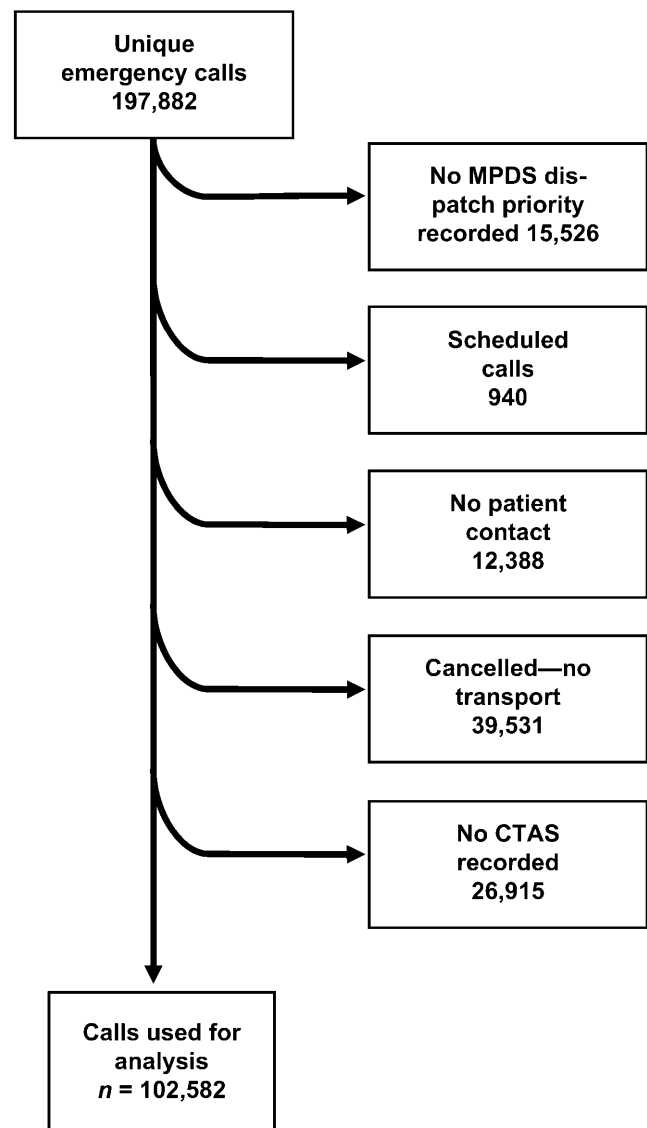 Unique
emergency calls
197,882
No MPDS dis-
patch priority
recorded 15,526
Scheduled
calls
940
No patient
contact
12,388
Cancelled—no
transport
39,531
No CTAS
recorded
26,915
Calls used for
analysis
n = 102,582